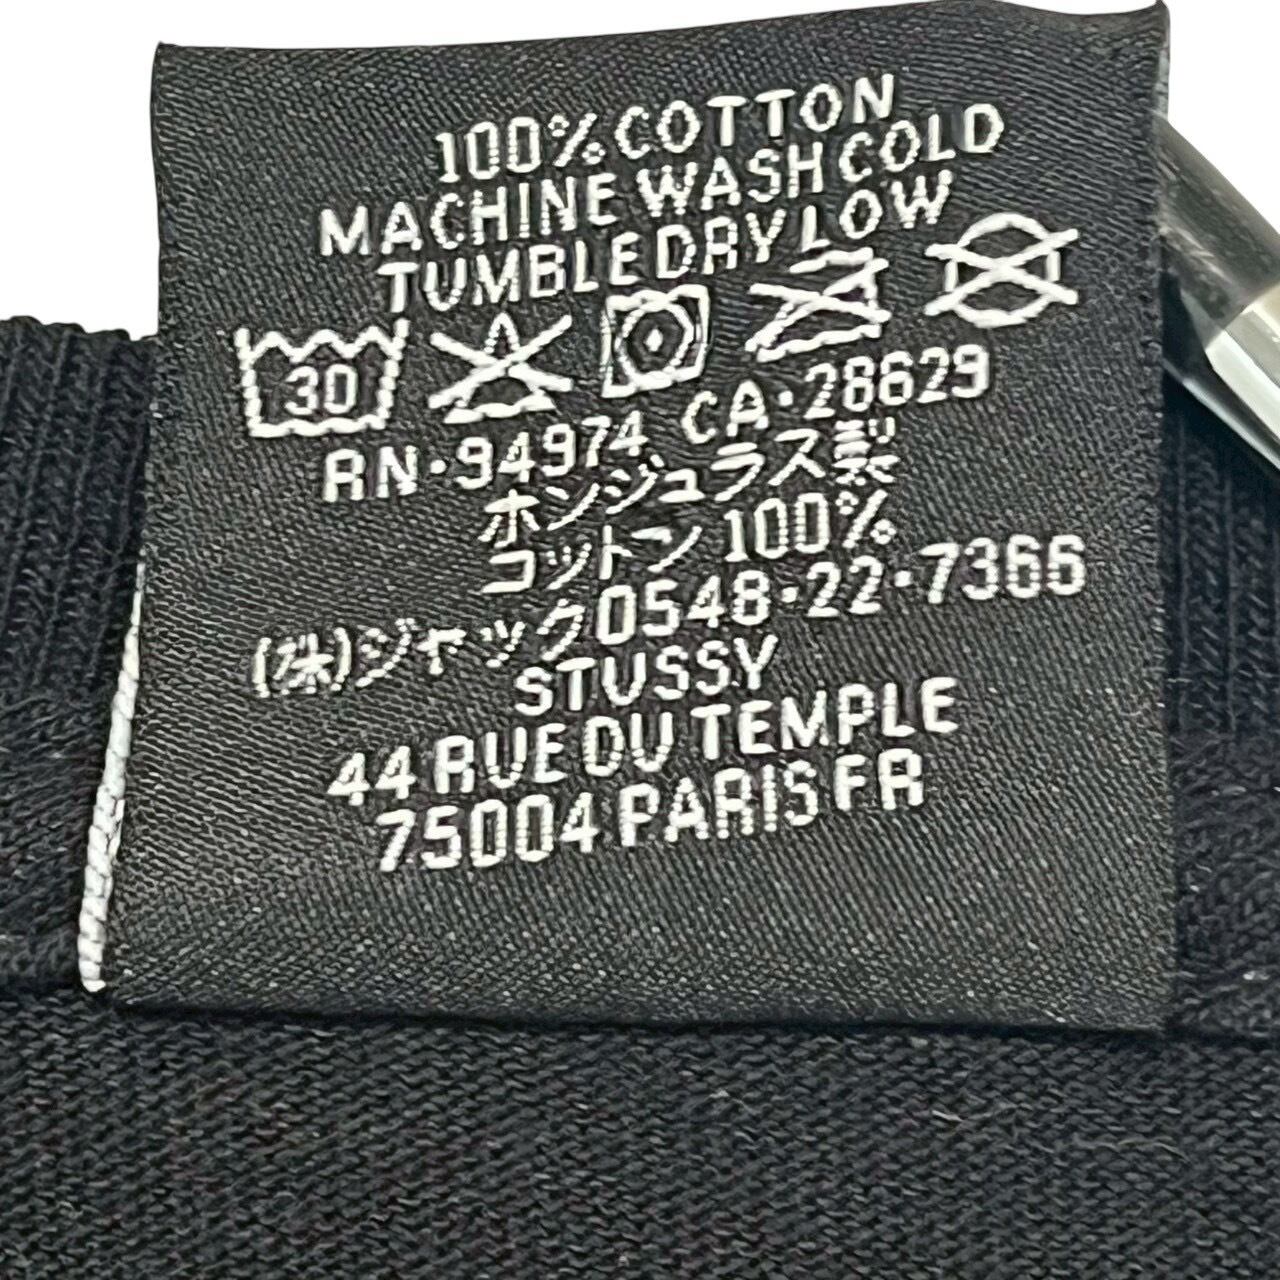 100% COTTON
MACHINE WASH COLD
TUMBLE DRY LOW
30
RN·94974 CA·28629
ホンジュラス製
コットン 100%
(株)ジャック0548·22·7366
STUSSY
44 RUE DU TEMPLE
75004 PARIS FR